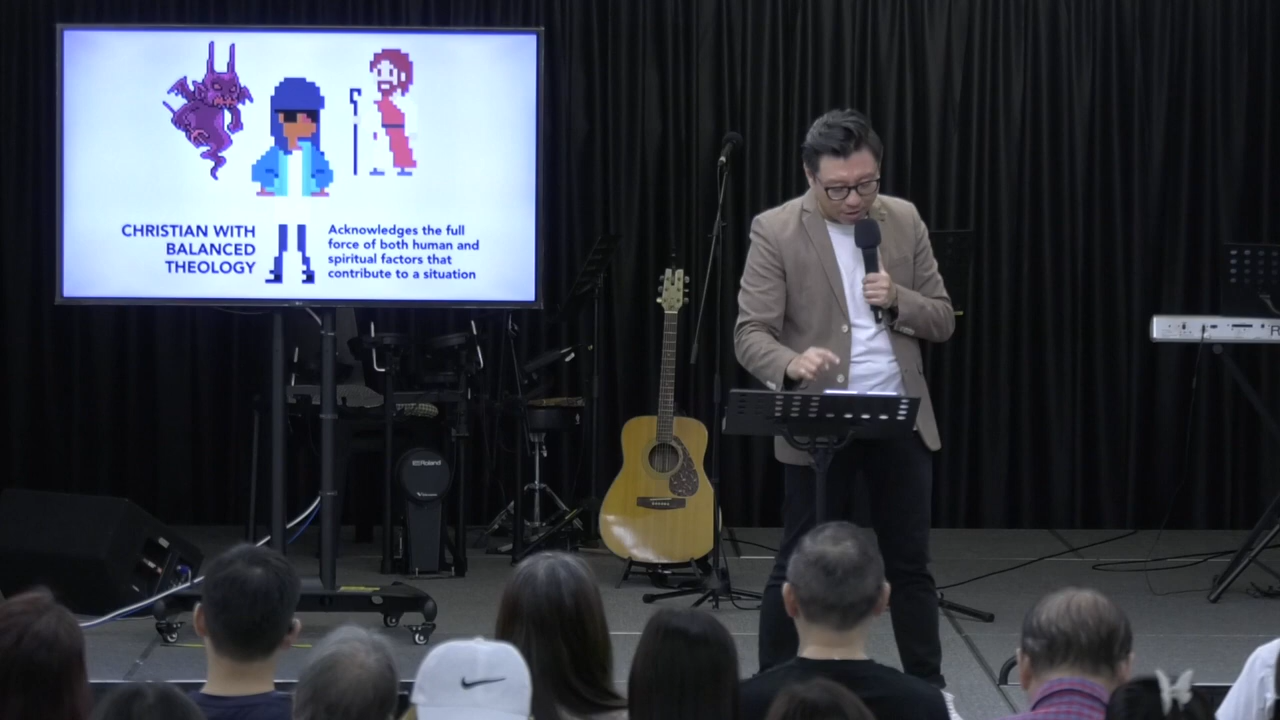 CHRISTIAN WITH
BALANCED
THEOLOGY
Acknowledges the full
force of both human and
spiritual factors that
contribute to a situation
Roland